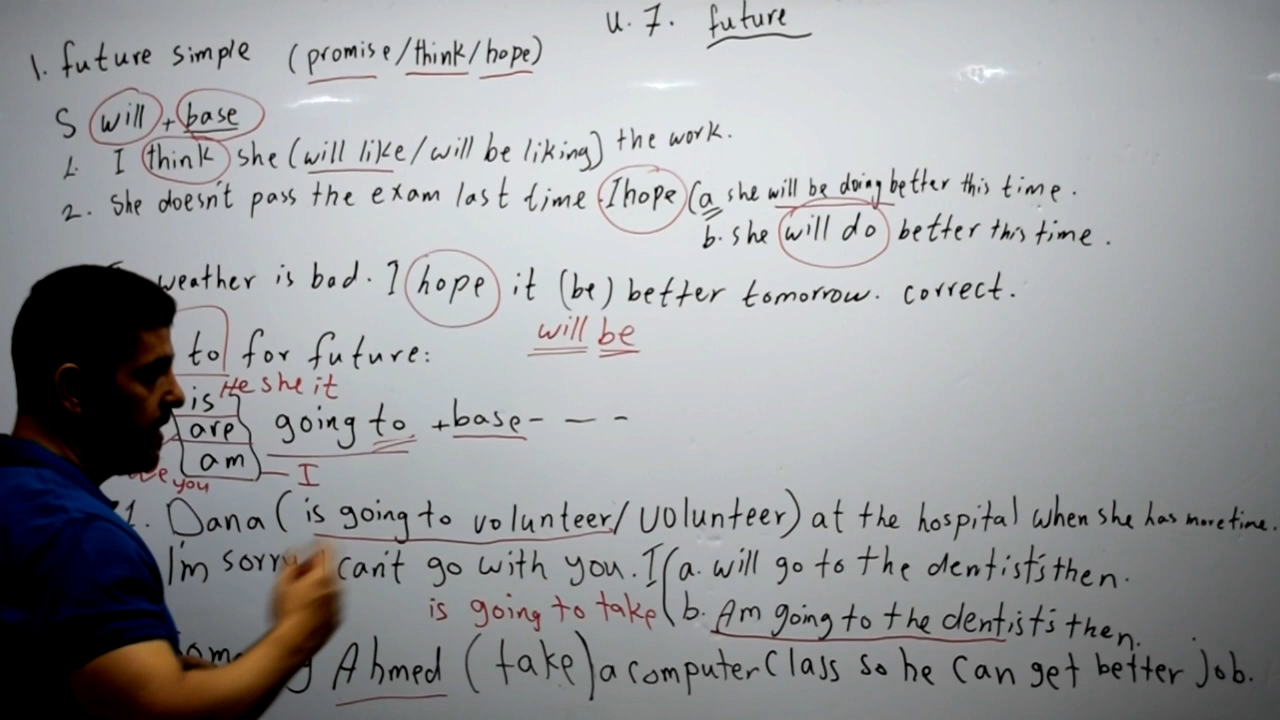 U. 7. future
1. future simple (promise/think/hope)
S will + base
1. I think she (will like/will be liking) the work.
2. She doesn't pass the exam last time. I hope (a she will be doing better this time.
b. she will do better this time.
weather is bad. I hope it (be) better tomorrow. correct.
will be
to for future:
is He she it
are going to + base - - -
am - I
you
1. Dana (is going to volunteer/volunteer) at the hospital when she has more time.
I'm sorry I can't go with you. I (a. will go to the dentist's then.
is going to take (b. Am going to the dentist's then.
Ahmed (take) a computer class so he can get better job.